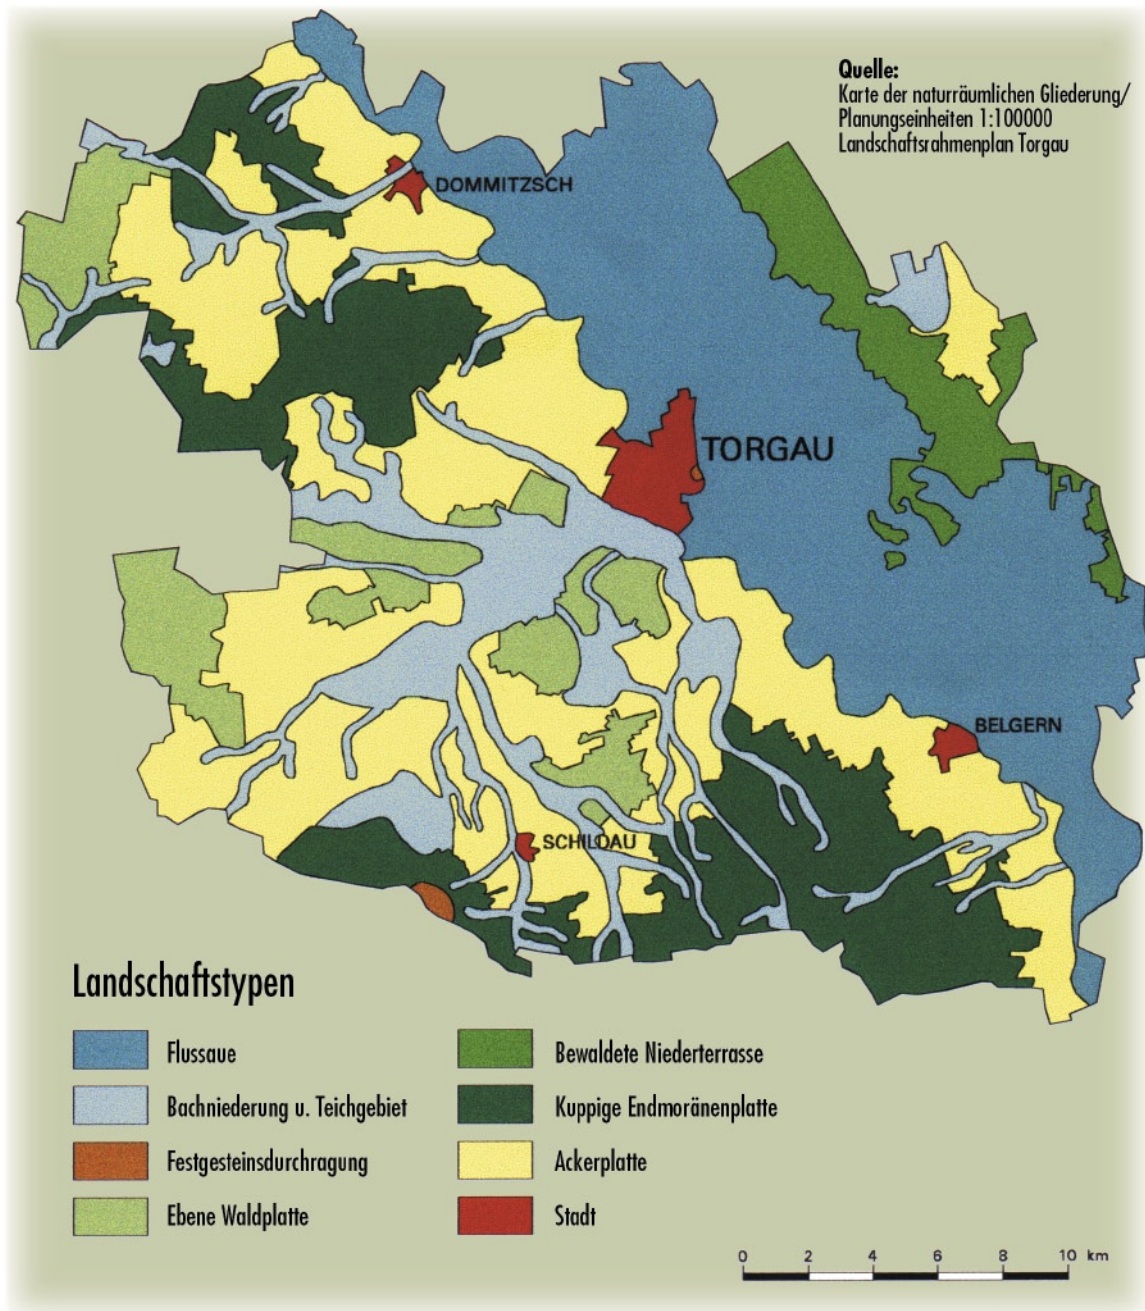 Quelle:
Karte der naturräumlichen Gliederung/
Planungseinheiten 1:100000
Landschaftsrahmenplan Torgau
DOMMITZSCH
TORGAU
BELGERN
SCHILDAU
Landschaftstypen
Flussaue
Bachniederung u. Teichgebiet
Festgesteinsdurchragung
Ebene Waldplatte
Bewaldete Niederterrasse
Kuppige Endmoränenplatte
Ackerplatte
Stadt
0 2 4 6 8 10 km